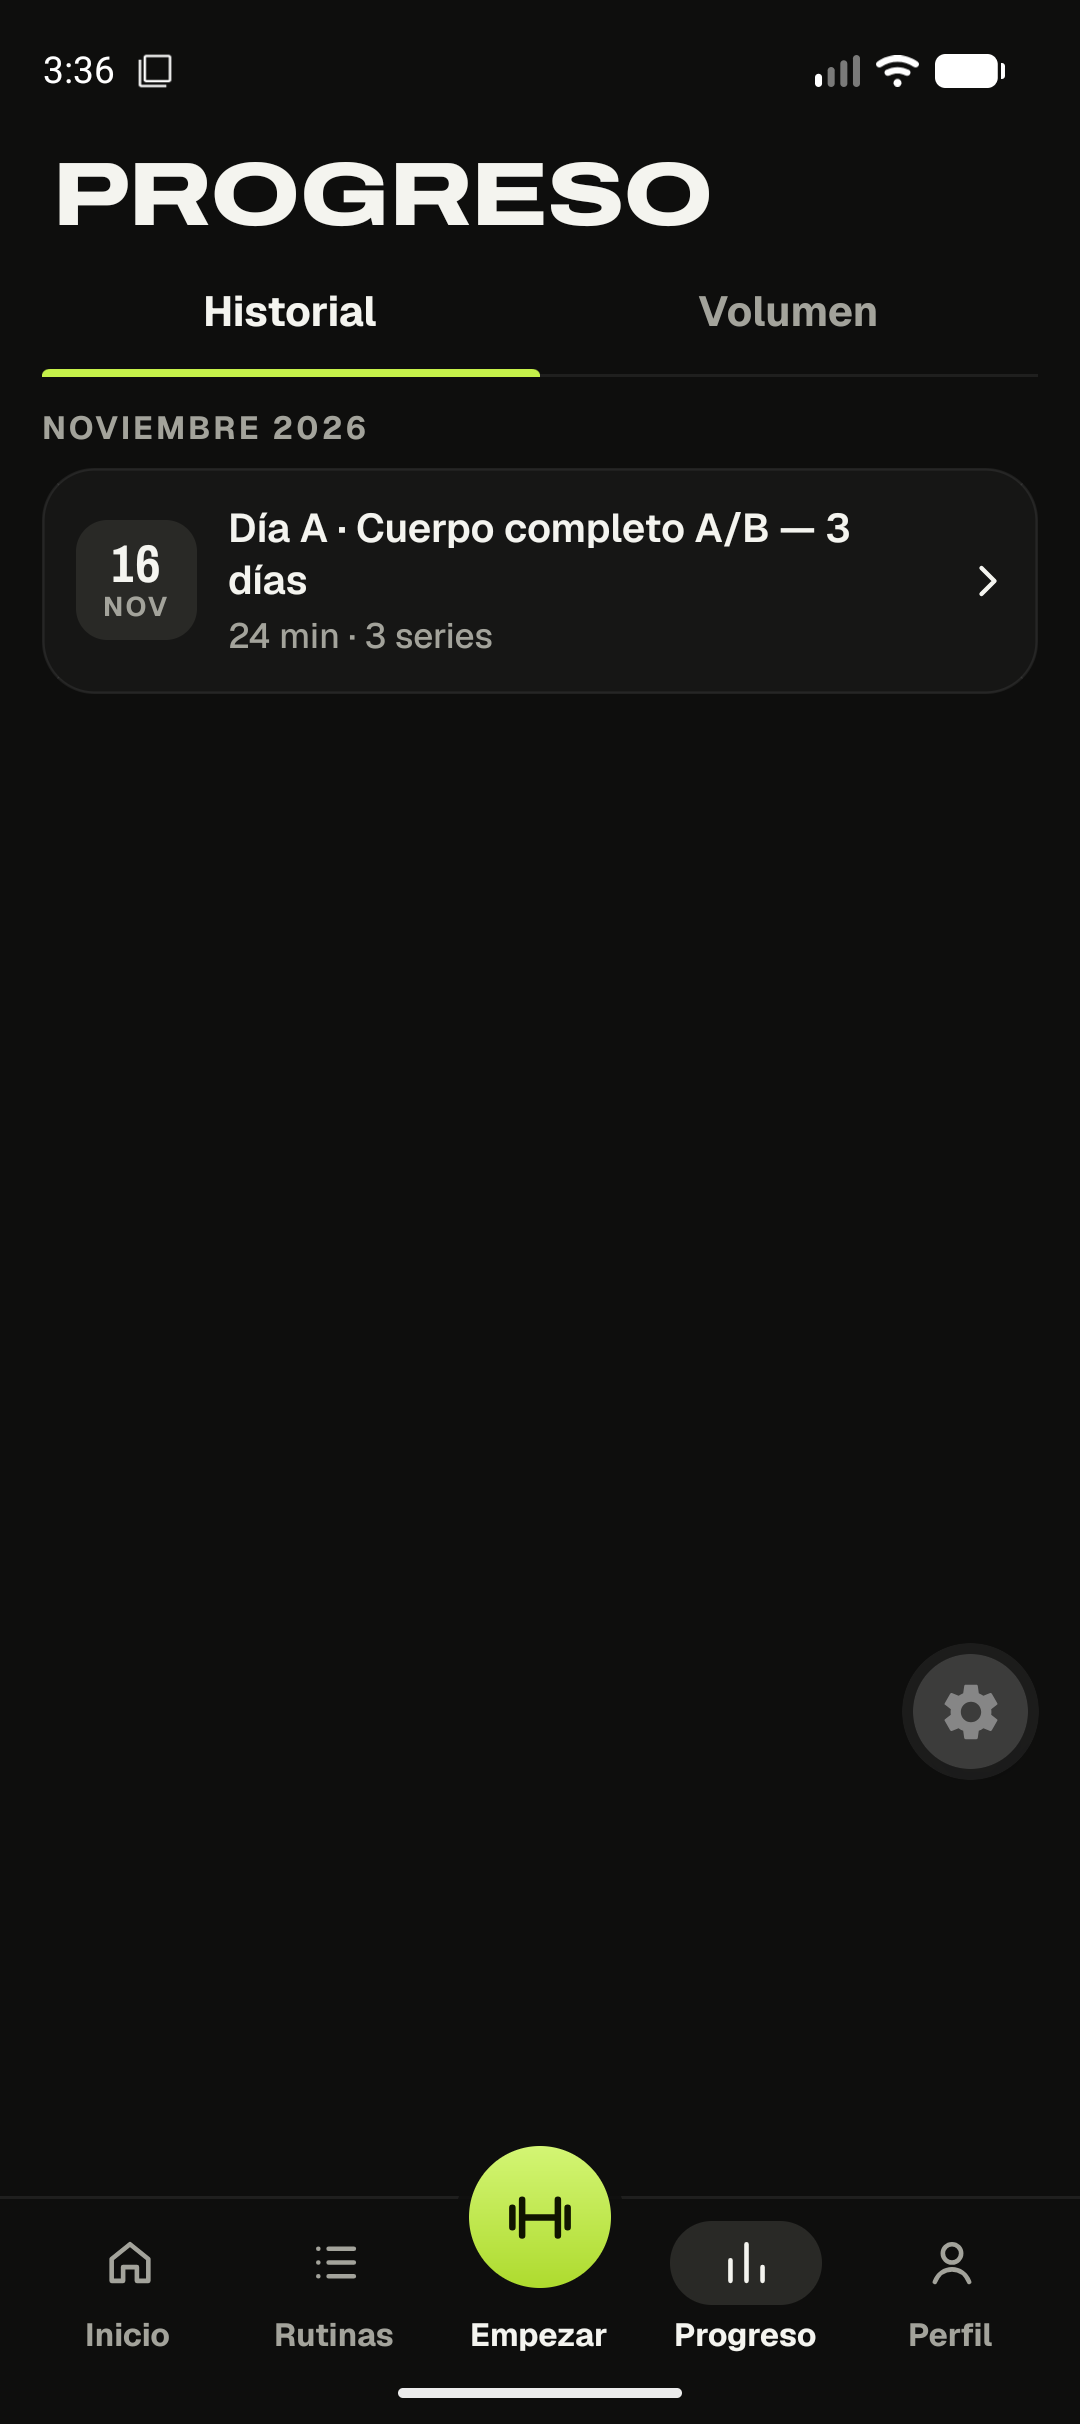 3:36
PROGRESO
Historial
Volumen
NOVIEMBRE 2026
16
NOV
Día A · Cuerpo completo A/B — 3
días
24 min · 3 series
Inicio
Rutinas
Empezar
Progreso
Perfil